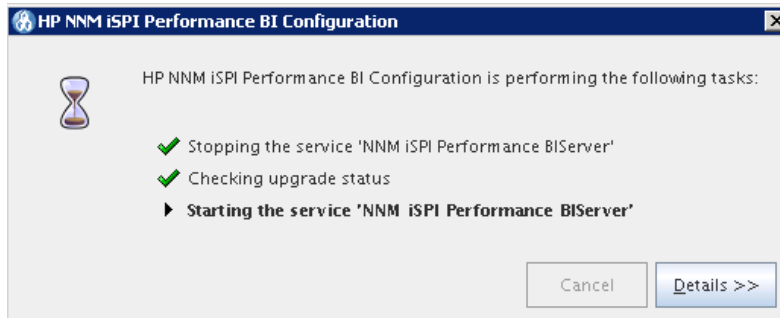 HP NNM iSPI Performance BI Configuration
HP NNM iSPI Performance BI Configuration is performing the following tasks:
Stopping the service 'NNM iSPI Performance BIServer'
Checking upgrade status
Starting the service 'NNM iSPI Performance BIServer'
Cancel
Details >>